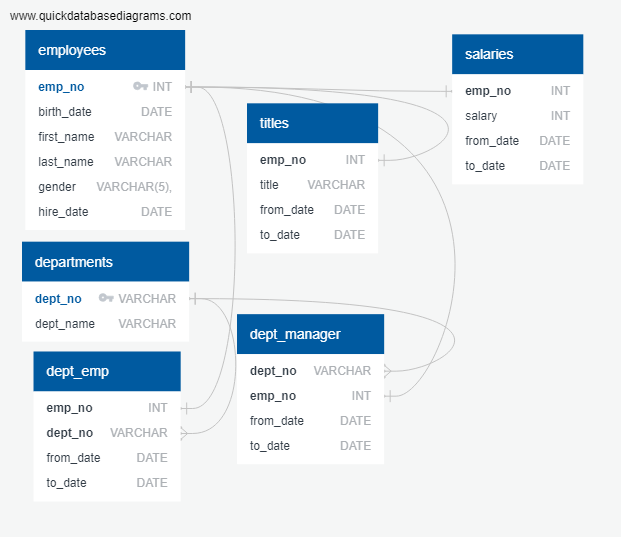 www.quickdatabasediagrams.com
employees
emp_no INT
birth_date DATE
first_name VARCHAR
last_name VARCHAR
gender VARCHAR(5),
hire_date DATE
salaries
emp_no INT
salary INT
from_date DATE
to_date DATE
titles
emp_no INT
title VARCHAR
from_date DATE
to_date DATE
departments
dept_no VARCHAR
dept_name VARCHAR
dept_manager
dept_no VARCHAR
emp_no INT
from_date DATE
to_date DATE
dept_emp
emp_no INT
dept_no VARCHAR
from_date DATE
to_date DATE